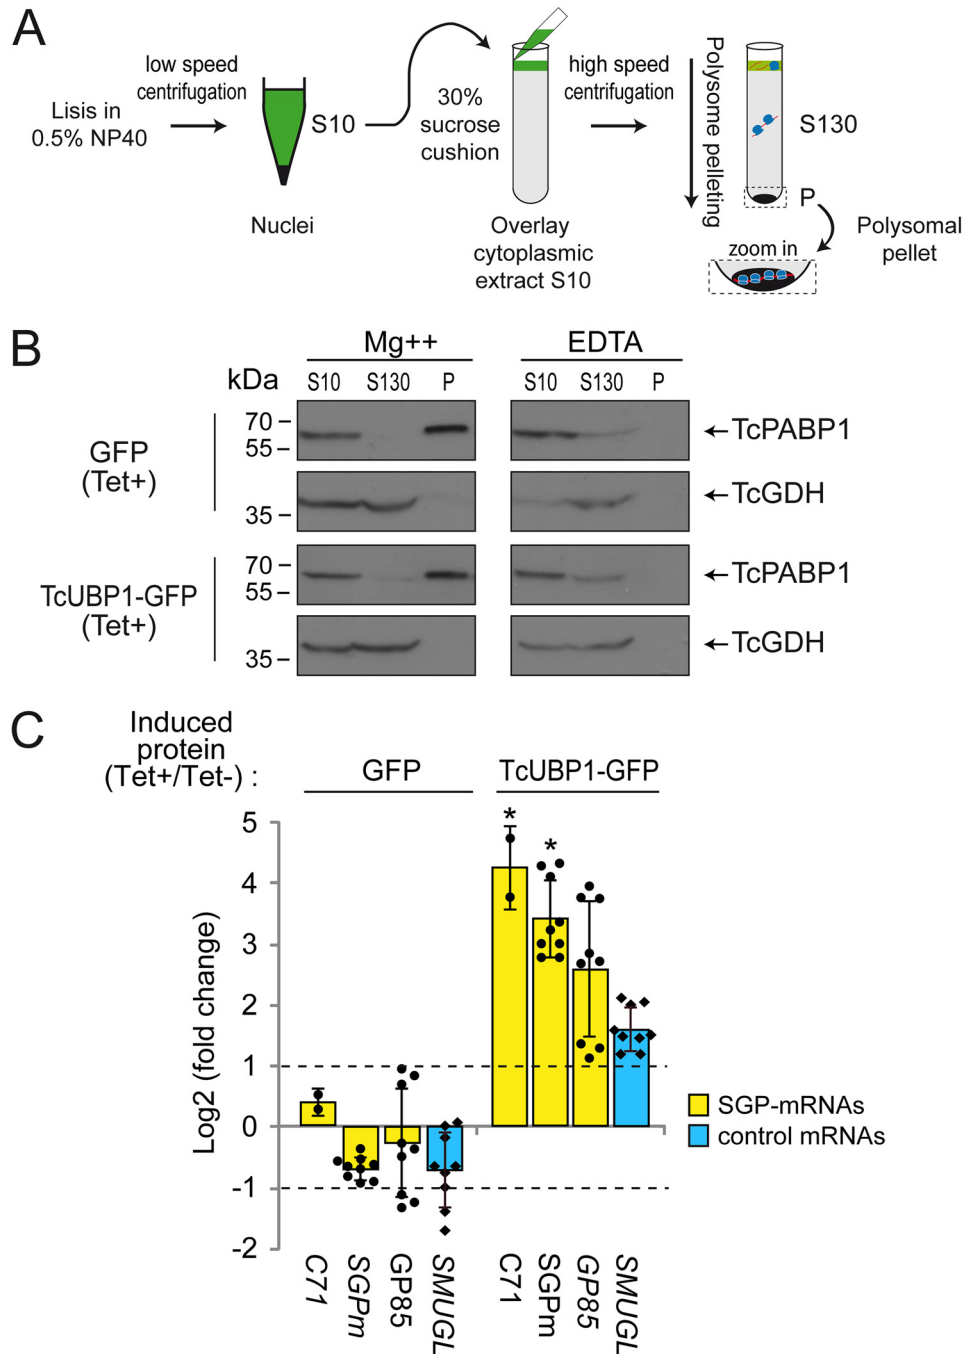 A
Lisis in
0.5% NP40
low speed
centrifugation
S10
Nuclei
30%
sucrose
cushion
Overlay
cytoplasmic
extract S10
high speed
centrifugation
Polysome pelleting
S130
P
zoom in
Polysomal
pellet
B
Mg++
EDTA
kDa
S10 S130 P
S10 S130 P
GFP
(Tet+)
70
55
TcPABP1
35
TcGDH
TcUBP1-GFP
(Tet+)
70
55
TcPABP1
35
TcGDH
C
Induced
protein
(Tet+/Tet-) :
GFP
TcUBP1-GFP
Log2 (fold change)
5
4
3
2
1
0
-1
-2
*
*
SGP-mRNAs
control mRNAs
C71
SGPm
GP85
SMUGL
C71
SGPm
GP85
SMUGL